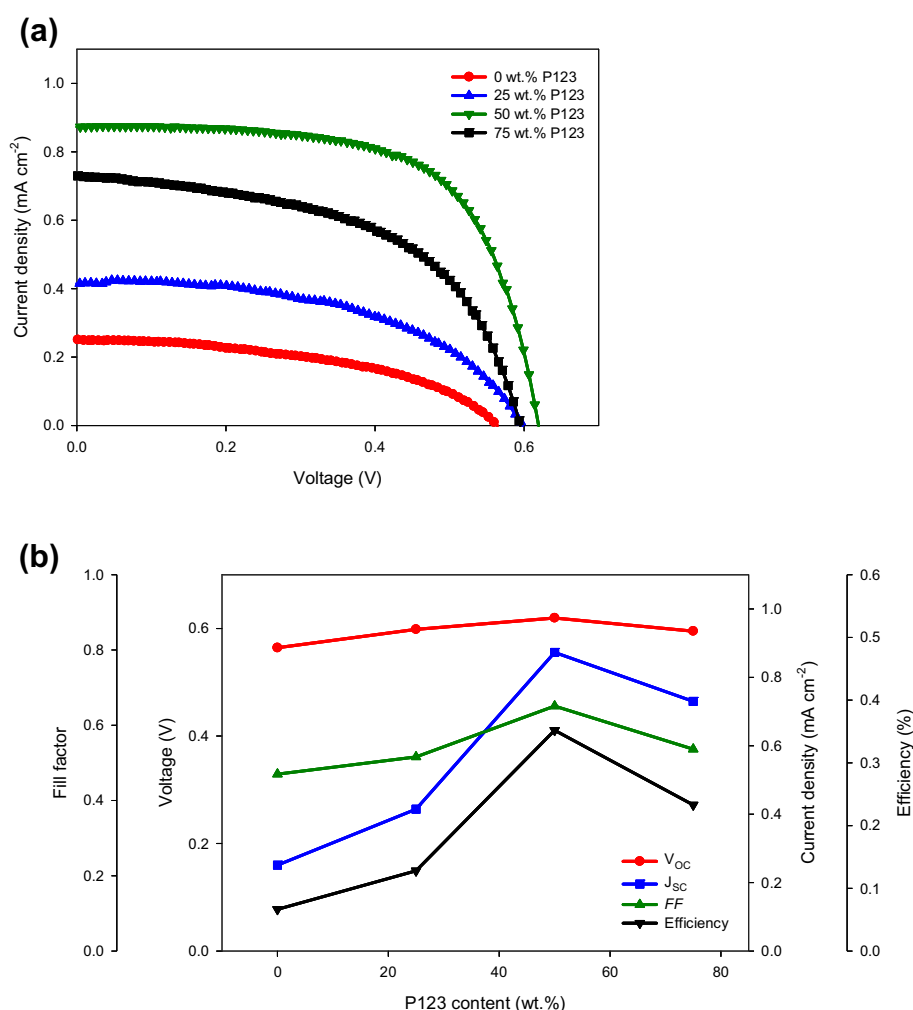 (a)
1.0
0.8
0.6
0.4
0.2
0.0
Current density (mA cm-2)
0 wt.% P123
25 wt.% P123
50 wt.% P123
75 wt.% P123
0.0 0.2 0.4 0.6
Voltage (V)
(b)
1.0
0.8
0.6
0.4
0.2
0.0
Fill factor
0.6
0.4
0.2
0.0
Voltage (V)
VOC
JSC
FF
Efficiency
1.0
0.8
0.6
0.4
0.2
0.0
Current density (mA cm-2)
0.6
0.5
0.4
0.3
0.2
0.1
0.0
Efficiency (%)
0 20 40 60 80
P123 content (wt.%)